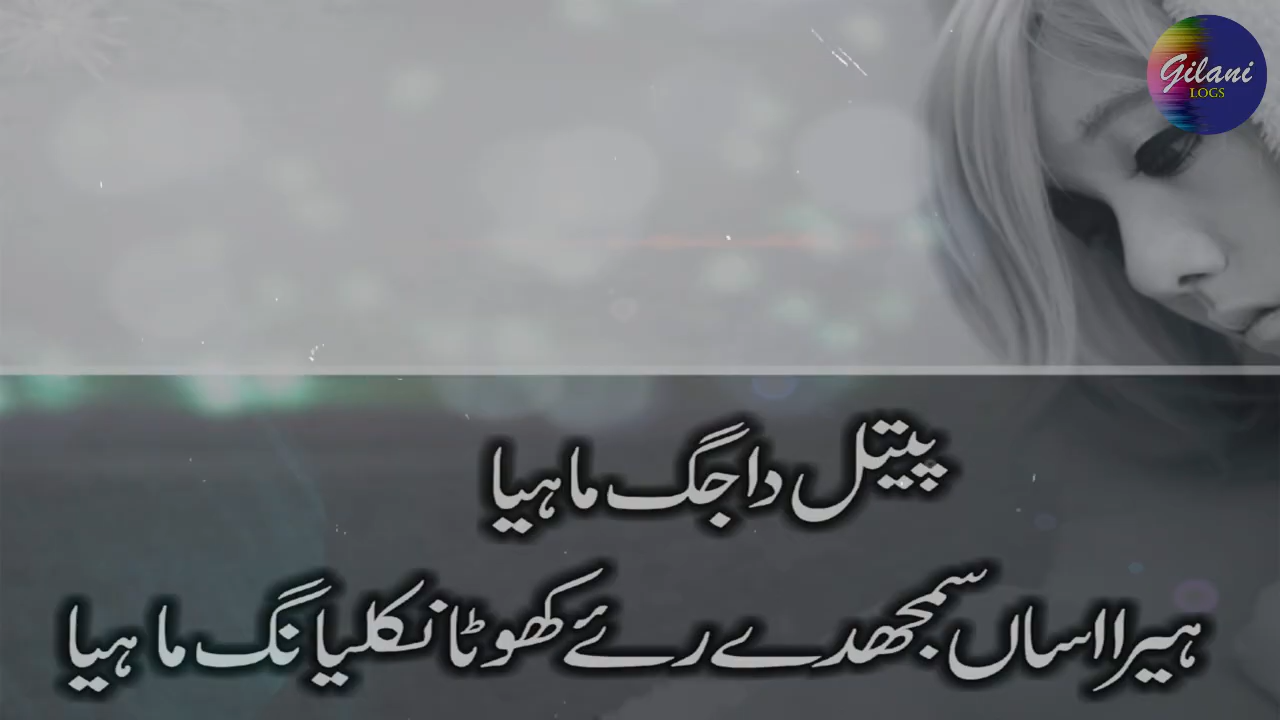 Gilani
LOGS
پیتل دا جگ ماہیا
ہیرا اساں سمجھدے رئے کھوٹا نکلیا نگ ماہیا